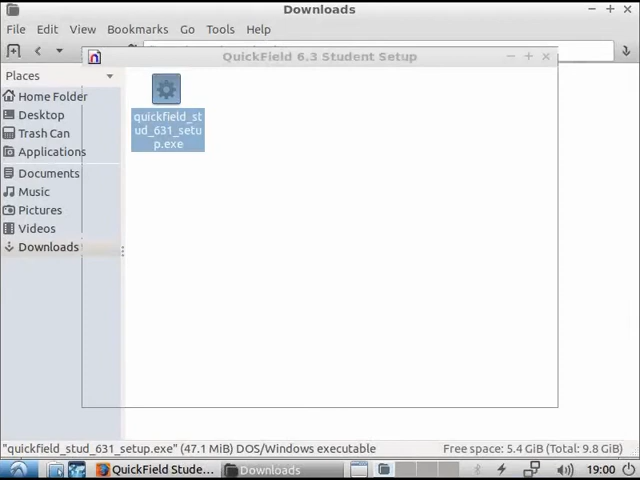 Downloads
File Edit View Bookmarks Go Tools Help
QuickField 6.3 Student Setup
Places
Home Folder
Desktop
Trash Can
Applications
Documents
Music
Pictures
Videos
Downloads
quickfield_st
ud_631_setu
p.exe
"quickfield_stud_631_setup.exe" (47.1 MiB) DOS/Windows executable
Free space: 5.4 GiB (Total: 9.8 GiB)
QuickField Stude...
Downloads
19:00